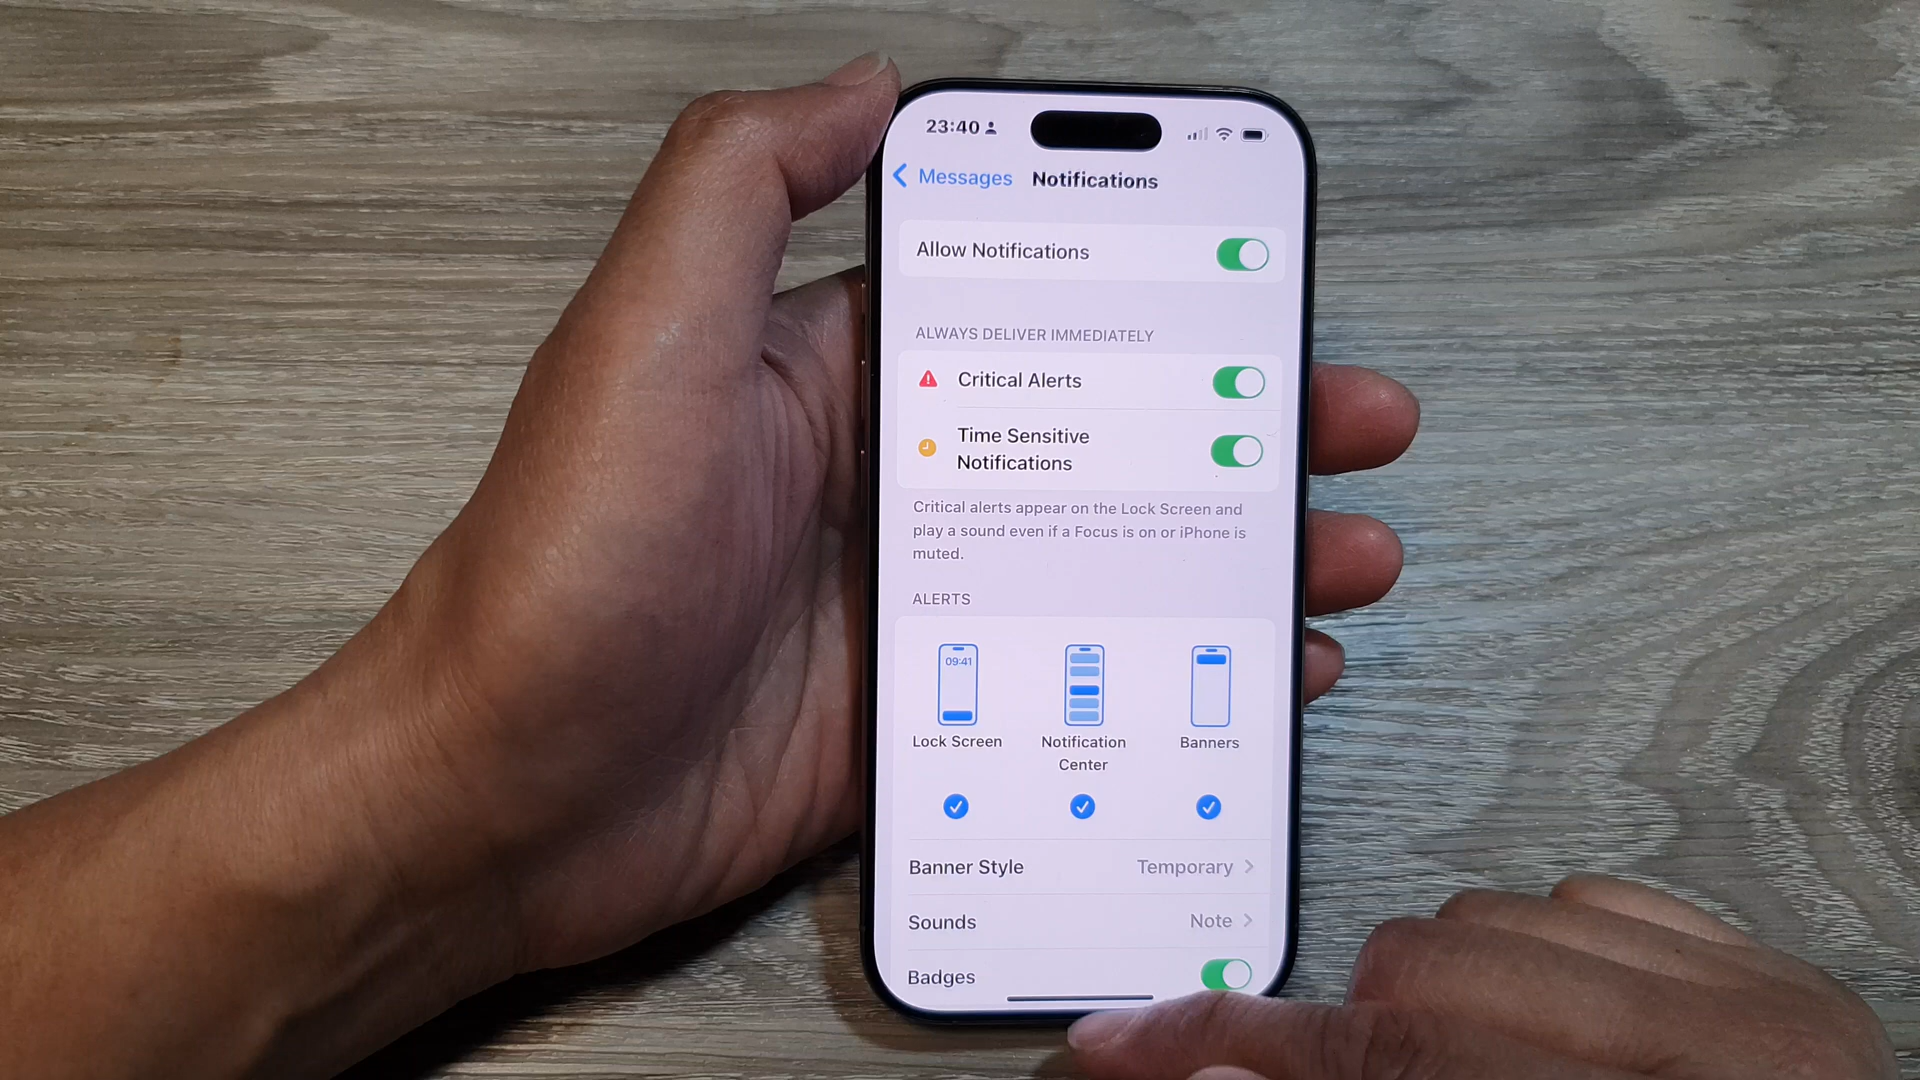 23:40
Messages Notifications
Allow Notifications
ALWAYS DELIVER IMMEDIATELY
Critical Alerts
Time Sensitive
Notifications
Critical alerts appear on the Lock Screen and
play a sound even if a Focus is on or iPhone is
muted.
ALERTS
09:41
Lock Screen
Notification
Center
Banners
Banner Style Temporary
Sounds Note
Badges